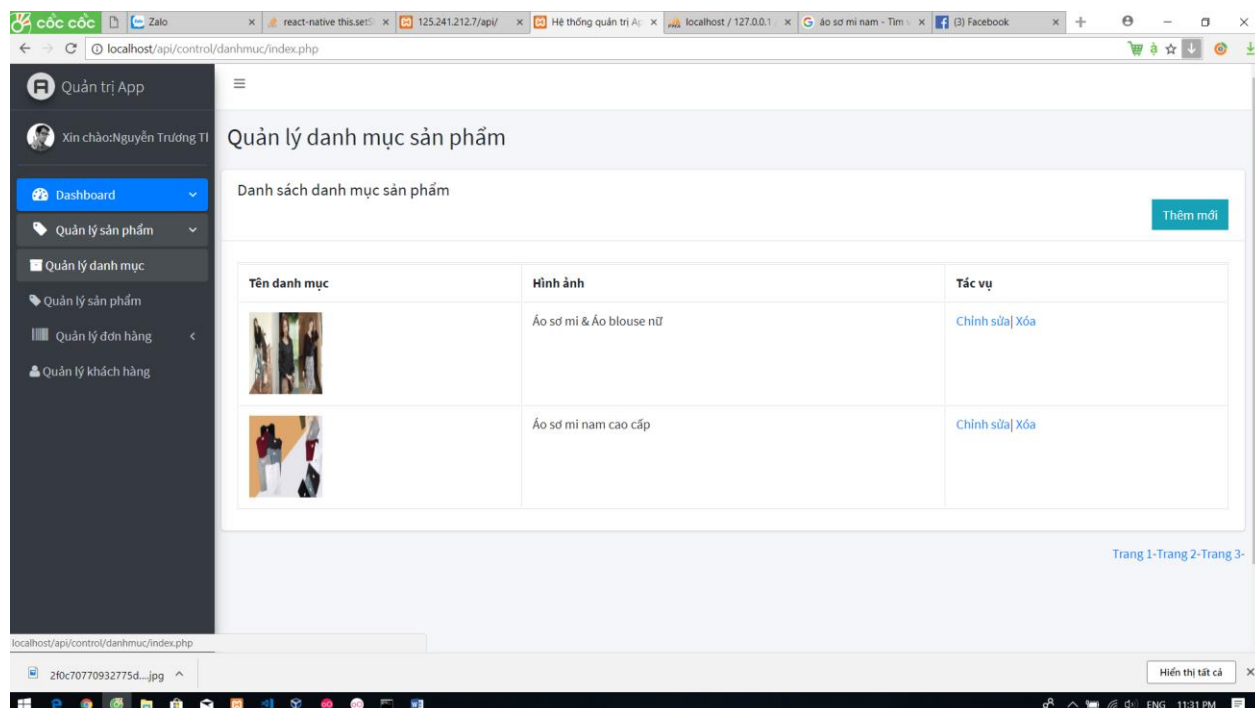 cốc cốc
Zalo
react-native this.setS
125.241.212.7/api/
Hệ thống quản trị Ap
localhost / 127.0.0.1
áo sơ mi nam - Tìm
(3) Facebook
localhost/api/control/danhmuc/index.php
Quản trị App
Xin chào:Nguyễn Trương Tl
Quản lý danh mục sản phẩm
Dashboard
Danh sách danh mục sản phẩm
Thêm mới
Quản lý sản phẩm
Quản lý danh mục
Quản lý sản phẩm
Quản lý đơn hàng
Quản lý khách hàng
Tên danh mục Hình ảnh Tác vụ
Áo sơ mi & Áo blouse nữ Chỉnh sửa| Xóa
Áo sơ mi nam cao cấp Chỉnh sửa| Xóa
Trang 1-Trang 2-Trang 3-
localhost/api/control/danhmuc/index.php
2f0c70770932775d....jpg
Hiển thị tất cả
ENG 11:31 PM